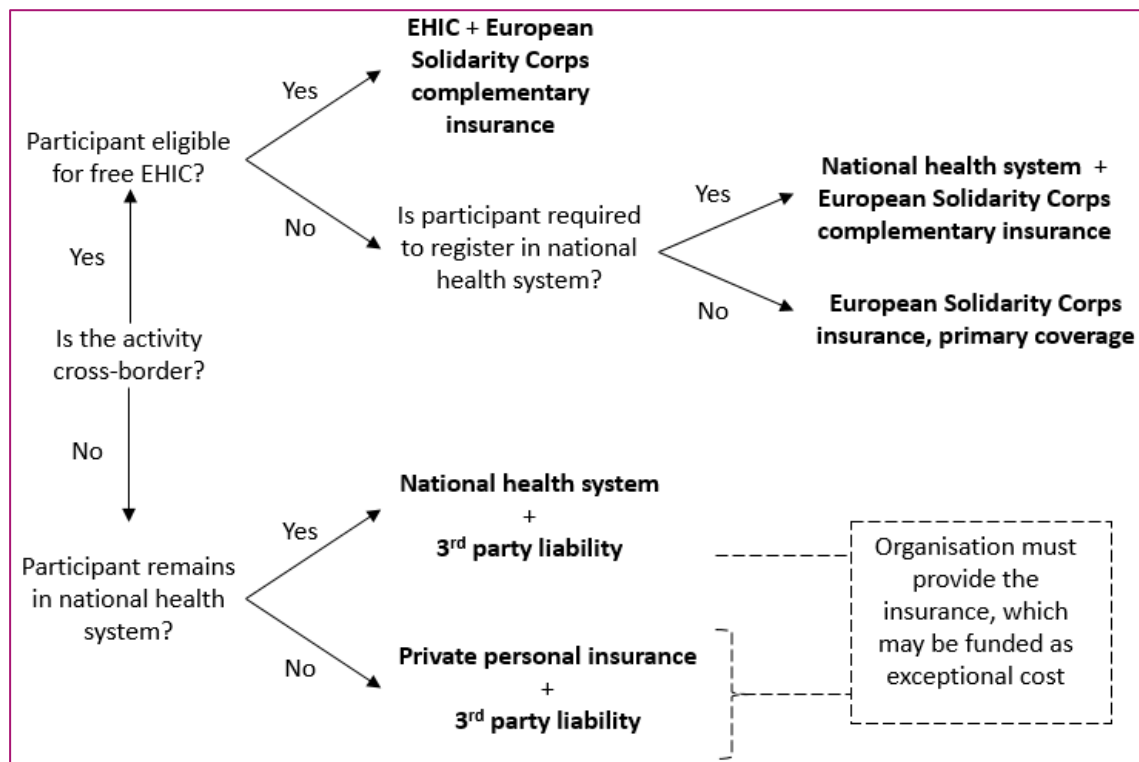 EHIC + European
Solidarity Corps
complementary
insurance
Yes
Participant eligible
for free EHIC?
No
Is participant required
to register in national
health system?
Yes
National health system +
European Solidarity Corps
complementary insurance
No
European Solidarity Corps
insurance, primary coverage
Yes
Is the activity
cross-border?
No
Participant remains
in national health
system?
Yes
National health system
+
3rd party liability
No
Private personal insurance
+
3rd party liability
Organisation must
provide the
insurance, which
may be funded as
exceptional cost